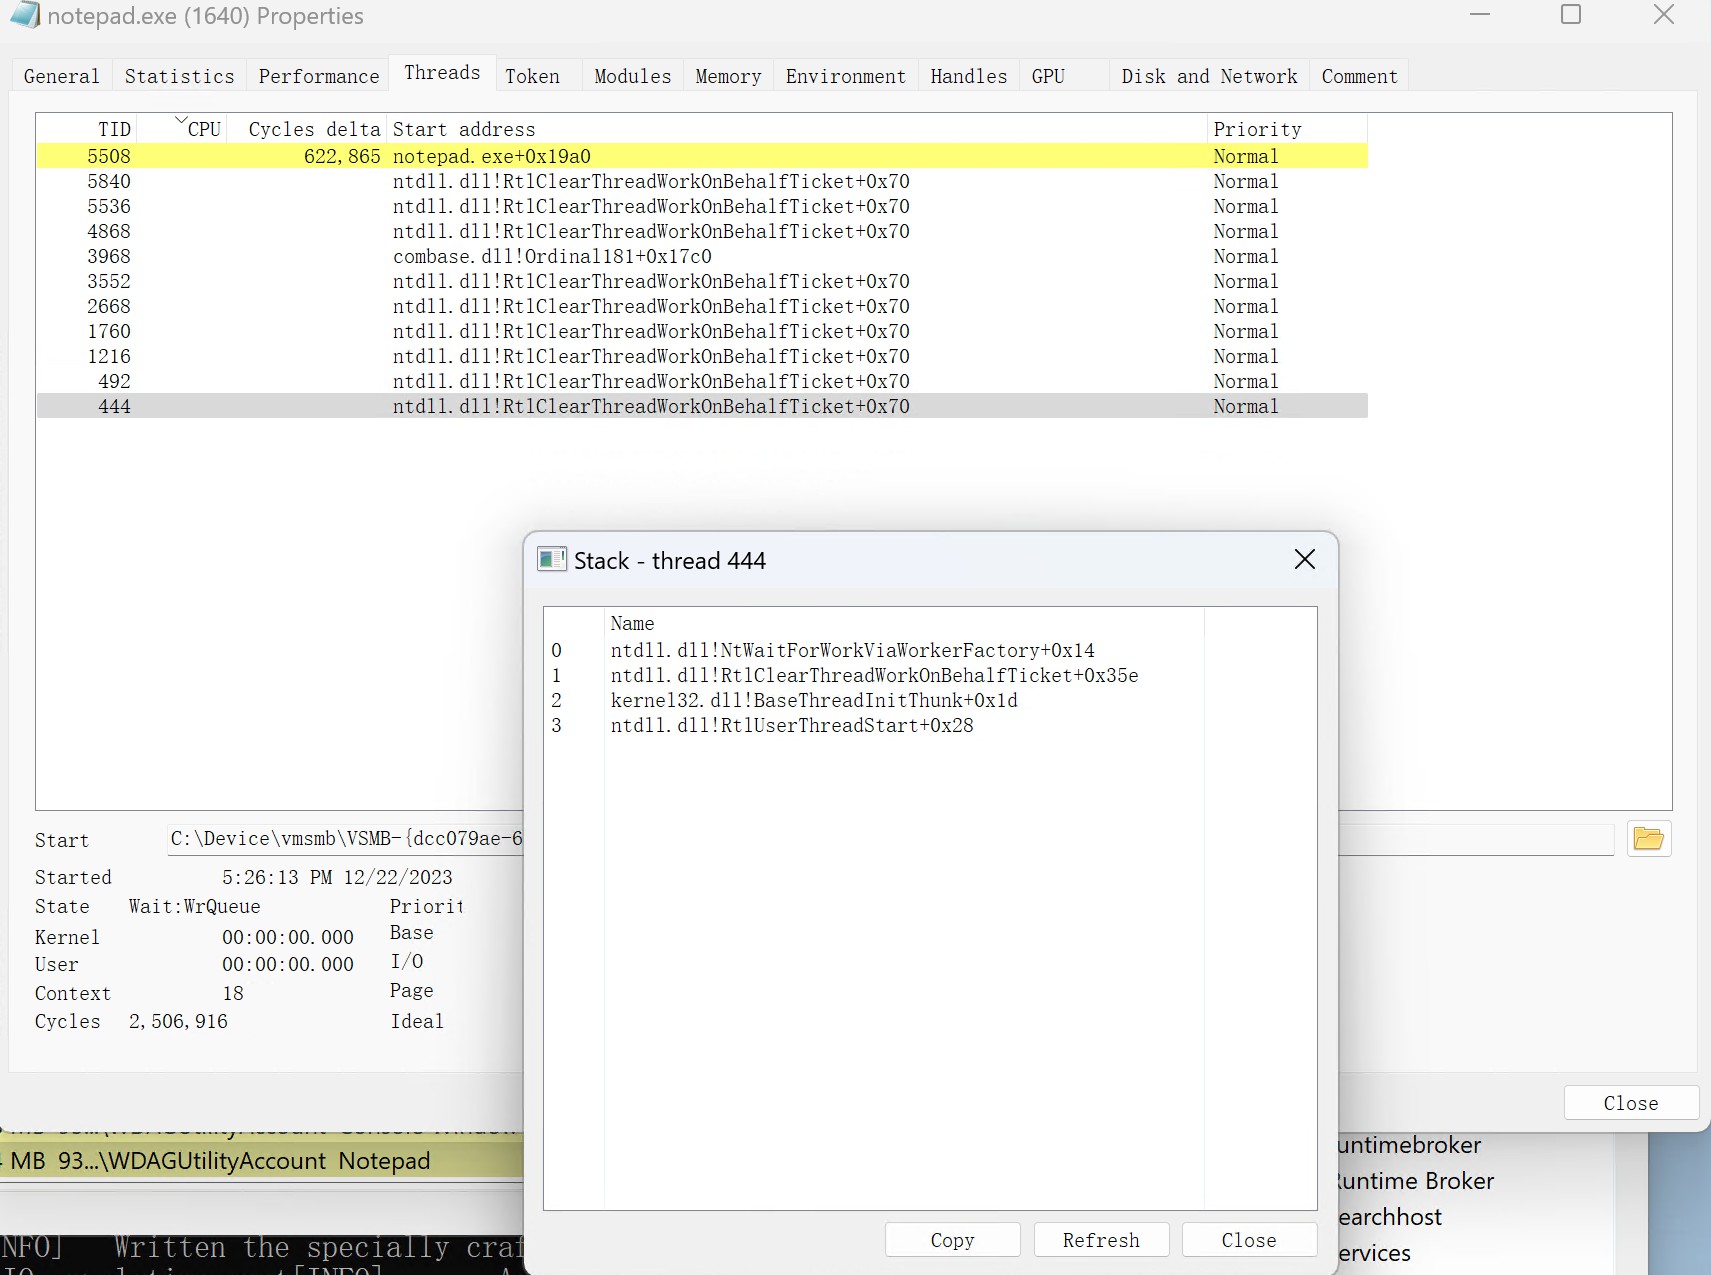 notepad.exe (1640) Properties
General Statistics Performance Threads Token Modules Memory Environment Handles GPU Disk and Network Comment
TID CPU Cycles delta Start address Priority
5508 622,865 notepad.exe+0x19a0 Normal
5840 ntdll.dll!RtlClearThreadWorkOnBehalfTicket+0x70 Normal
5536 ntdll.dll!RtlClearThreadWorkOnBehalfTicket+0x70 Normal
4868 ntdll.dll!RtlClearThreadWorkOnBehalfTicket+0x70 Normal
3968 combase.dll!Ordinal181+0x17c0 Normal
3552 ntdll.dll!RtlClearThreadWorkOnBehalfTicket+0x70 Normal
2668 ntdll.dll!RtlClearThreadWorkOnBehalfTicket+0x70 Normal
1760 ntdll.dll!RtlClearThreadWorkOnBehalfTicket+0x70 Normal
1216 ntdll.dll!RtlClearThreadWorkOnBehalfTicket+0x70 Normal
492 ntdll.dll!RtlClearThreadWorkOnBehalfTicket+0x70 Normal
444 ntdll.dll!RtlClearThreadWorkOnBehalfTicket+0x70 Normal
Stack - thread 444
Name
0 ntdll.dll!NtWaitForWorkViaWorkerFactory+0x14
1 ntdll.dll!RtlClearThreadWorkOnBehalfTicket+0x35e
2 kernel32.dll!BaseThreadInitThunk+0x1d
3 ntdll.dll!RtlUserThreadStart+0x28
Copy Refresh Close
Start C:\Device\vmsmb\VSMB-{dcc079ae-6
Started 5:26:13 PM 12/22/2023
State Wait:WrQueue Priorit
Kernel 00:00:00.000 Base
User 00:00:00.000 I/O
Context 18 Page
Cycles 2,506,916 Ideal
Close
MB 93...\WDAGUtilityAccount Notepad
untimebroker
Runtime Broker
earchhost
ervices
NFO] Written the specially craf